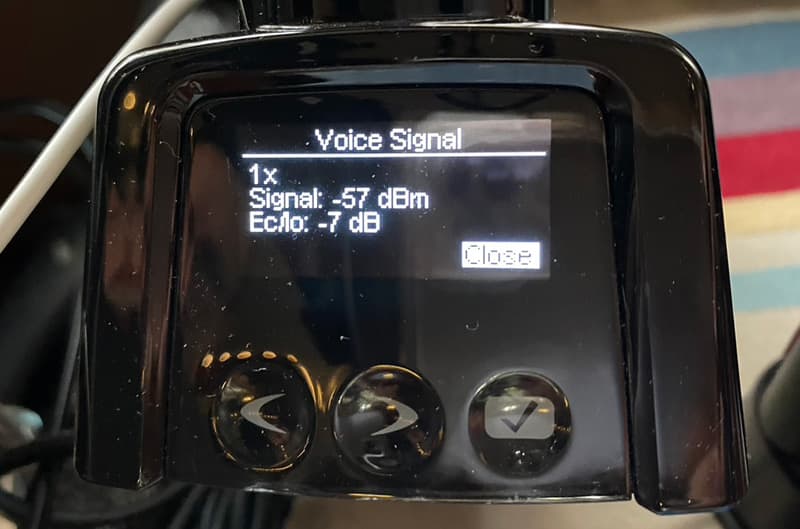 Voice Signal
1x
Signal: -57 dBm
Ec/Io: -7 dB
Close